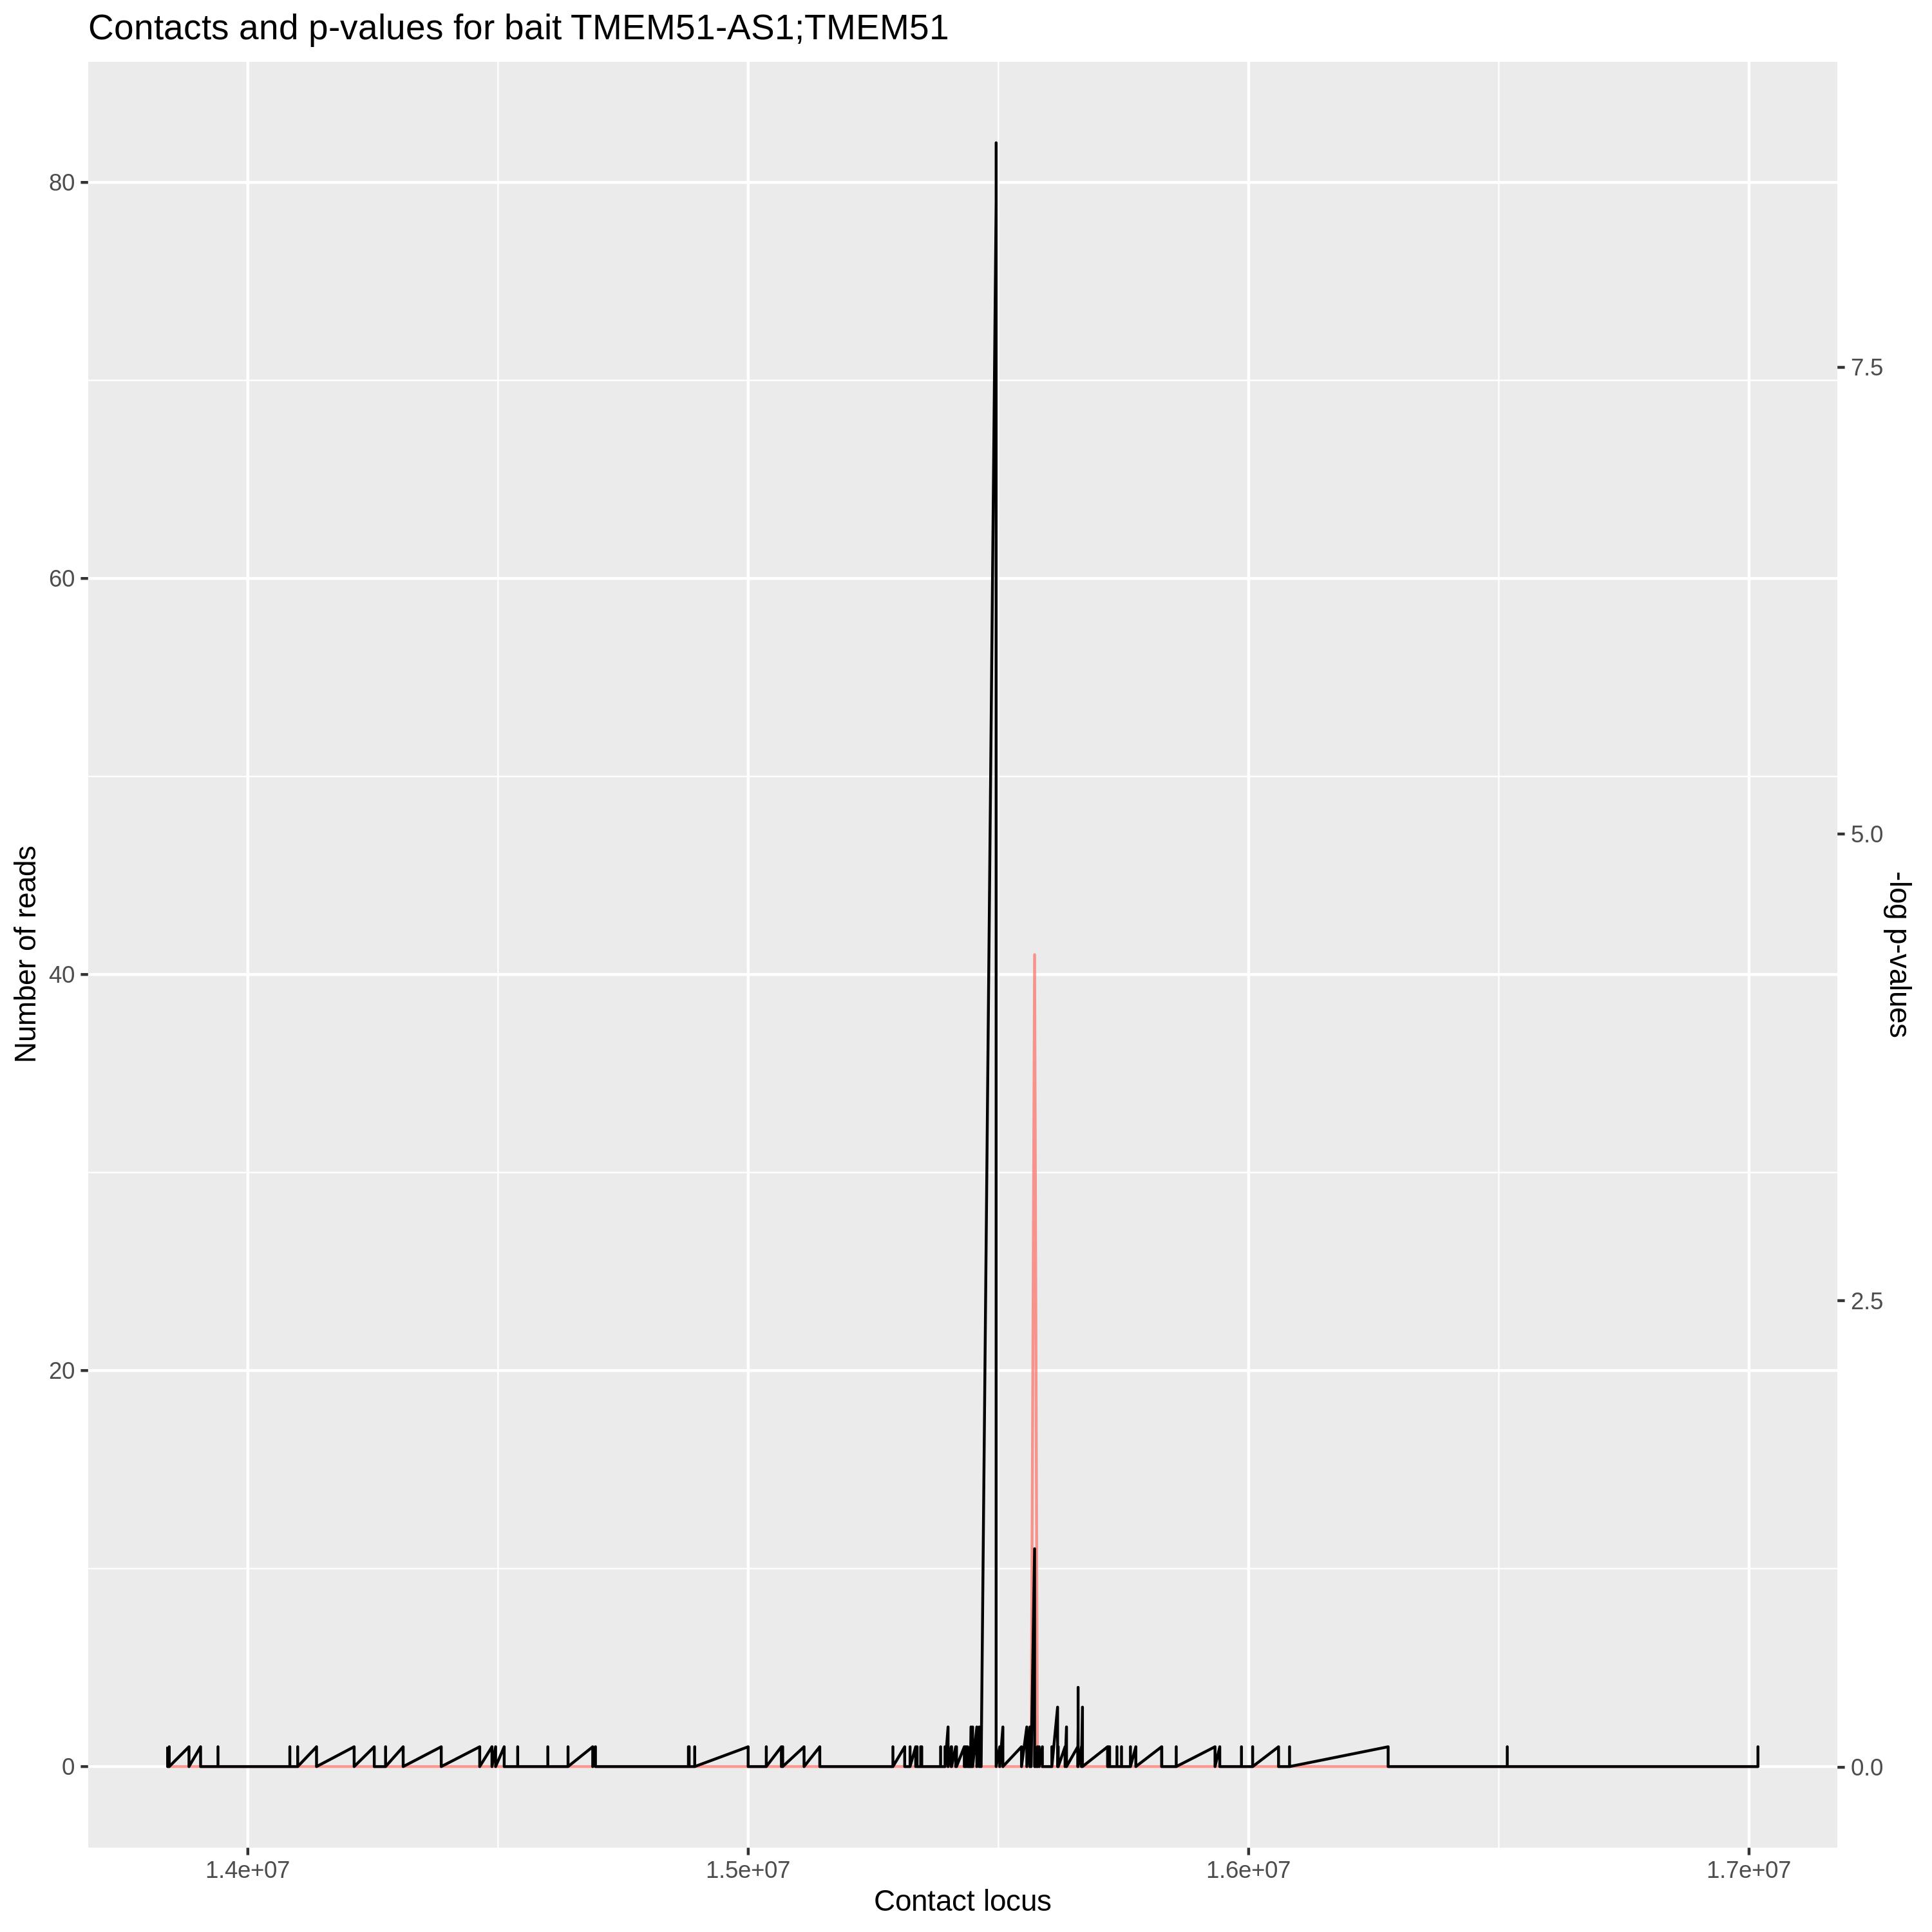 Contacts and p-values for bait TMEM51-AS1;TMEM51
80
60
40
20
0
Number of reads
7.5
5.0
2.5
0.0
-log p-values
1.4e+07
1.5e+07
1.6e+07
1.7e+07
Contact locus